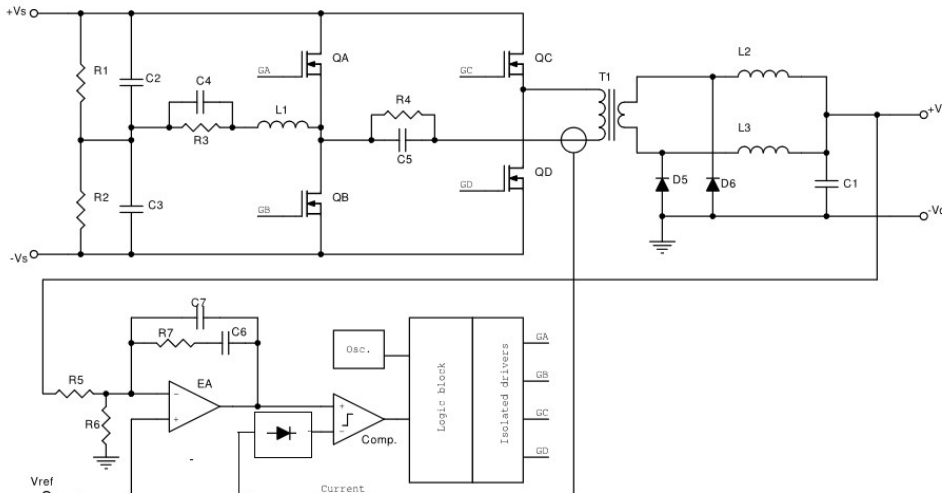 +Vs
R1
C2
C4
R3
L1
GA
QA
R4
C5
GC
QC
T1
L2
+V
L3
R2
C3
GB
QB
GD
QD
D5
D6
C1
-Vo
-Vs
C7
R7
C6
Osc.
Logic block
Isolated drivers
GA
GB
GC
GD
R5
R6
EA
-
+
+
-
Comp.
-
Vref
Current